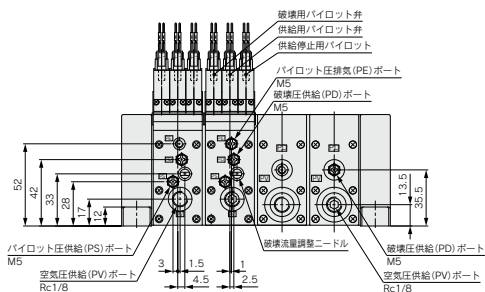 破壊用パイロット弁
供給用パイロット弁
供給停止用パイロット
パイロット圧排気(PE)ポート
M5
破壊圧供給(PD)ポート
M5
52
42
33
28
17
12
13.5
35.5
パイロット圧供給(PS)ポート
M5
空気圧供給(PV)ポート
Rc1/8
3
1.5
4.5
1
2.5
破壊流量調整ニードル
破壊圧供給(PD)ポート
M5
空気圧供給(PV)ポート
Rc1/8